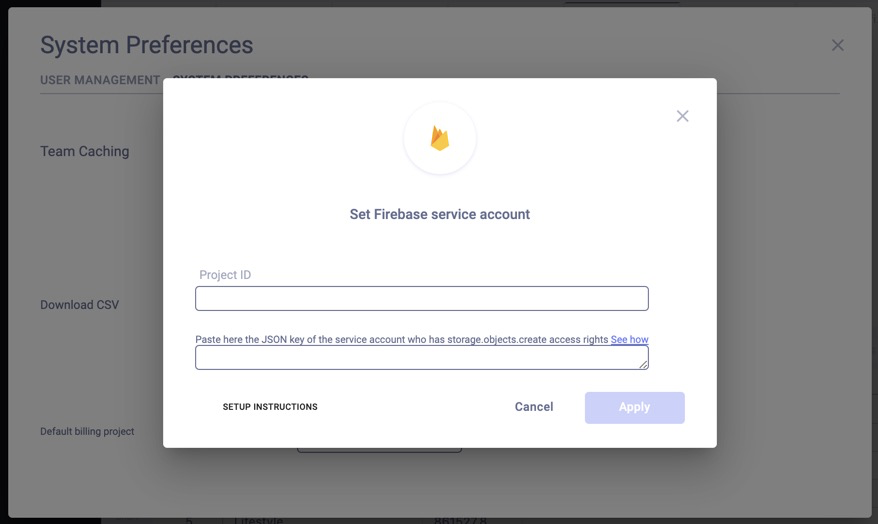 System Preferences
USER MANAGEMENT
SYSTEM PREFERENCES
Team Caching
Set Firebase service account
Project ID
Download CSV
Paste here the JSON key of the service account who has storage.objects.create access rights See how
SETUP INSTRUCTIONS
Cancel
Apply
Default billing project
5
Lifestyle